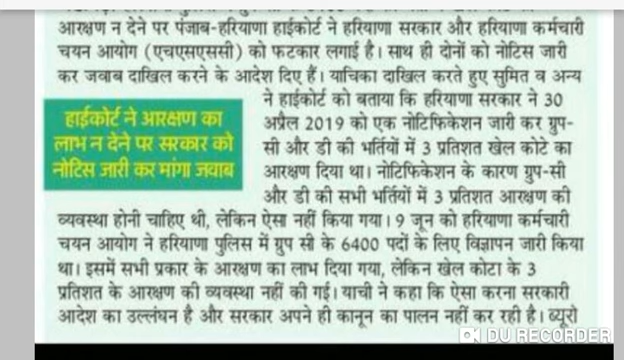 आरक्षण न देने पर पंजाब-हरियाणा हाईकोर्ट ने हरियाणा सरकार और हरियाणा कर्मचारी
चयन आयोग (एचएसएससी) को फटकार लगाई है। साथ ही दोनों को नोटिस जारी
कर जवाब दाखिल करने के आदेश दिए हैं। याचिका दाखिल करते हुए सुमित व अन्य
ने हाईकोर्ट को बताया कि हरियाणा सरकार ने 30
अप्रैल 2019 को एक नोटिफिकेशन जारी कर ग्रुप-
सी और डी की भर्तियों में 3 प्रतिशत खेल कोटे का
आरक्षण दिया था। नोटिफिकेशन के कारण ग्रुप-सी
और डी की सभी भर्तियों में 3 प्रतिशत आरक्षण की
हाईकोर्ट ने आरक्षण का
लाभ न देने पर सरकार को
नोटिस जारी कर मांगा जवाब
व्यवस्था होनी चाहिए थी, लेकिन ऐसा नहीं किया गया। 9 जून को हरियाणा कर्मचारी
चयन आयोग ने हरियाणा पुलिस में ग्रुप सी के 6400 पदों के लिए विज्ञापन जारी किया
था। इसमें सभी प्रकार के आरक्षण का लाभ दिया गया, लेकिन खेल कोटा के 3
प्रतिशत के आरक्षण की व्यवस्था नहीं की गई। याची ने कहा कि ऐसा करना सरकारी
आदेश का उल्लंघन है और सरकार अपने ही कानून का पालन नहीं कर रही है। ब्यूरो
DU RECORDER